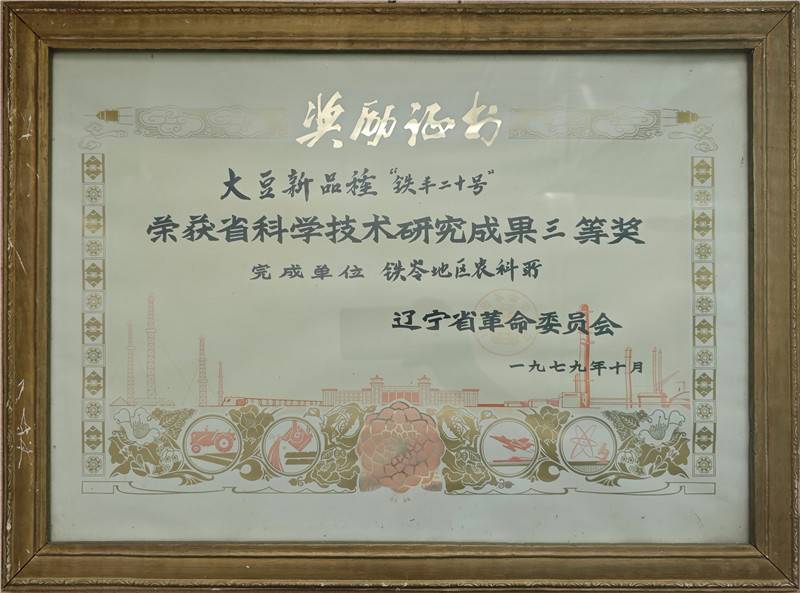 奖励证书
大豆新品種“铁丰二十号”
荣获省科学技术研究成果三等奖
完成单位 铁岺地区农科所
辽宁省革命委员会
一九七九年十月